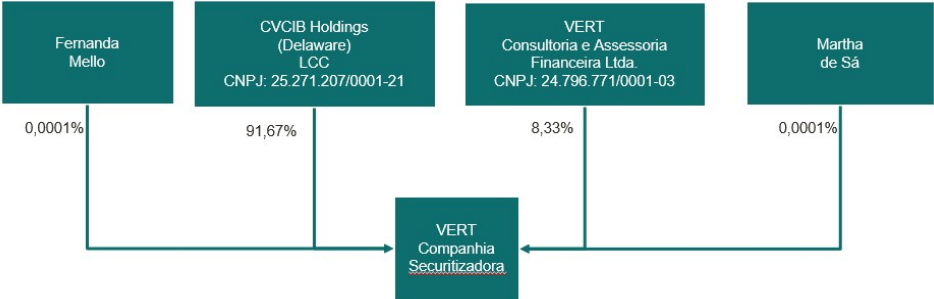 Fernanda
Mello
CVCIB Holdings
(Delaware)
LCC
CNPJ: 25.271.207/0001-21
VERT
Consultoria e Assessoria
Financeira Ltda.
CNPJ: 24.796.771/0001-03
Martha
de Sá
0,0001%
91,67%
8,33%
0,0001%
VERT
Companhia
Securitizadora